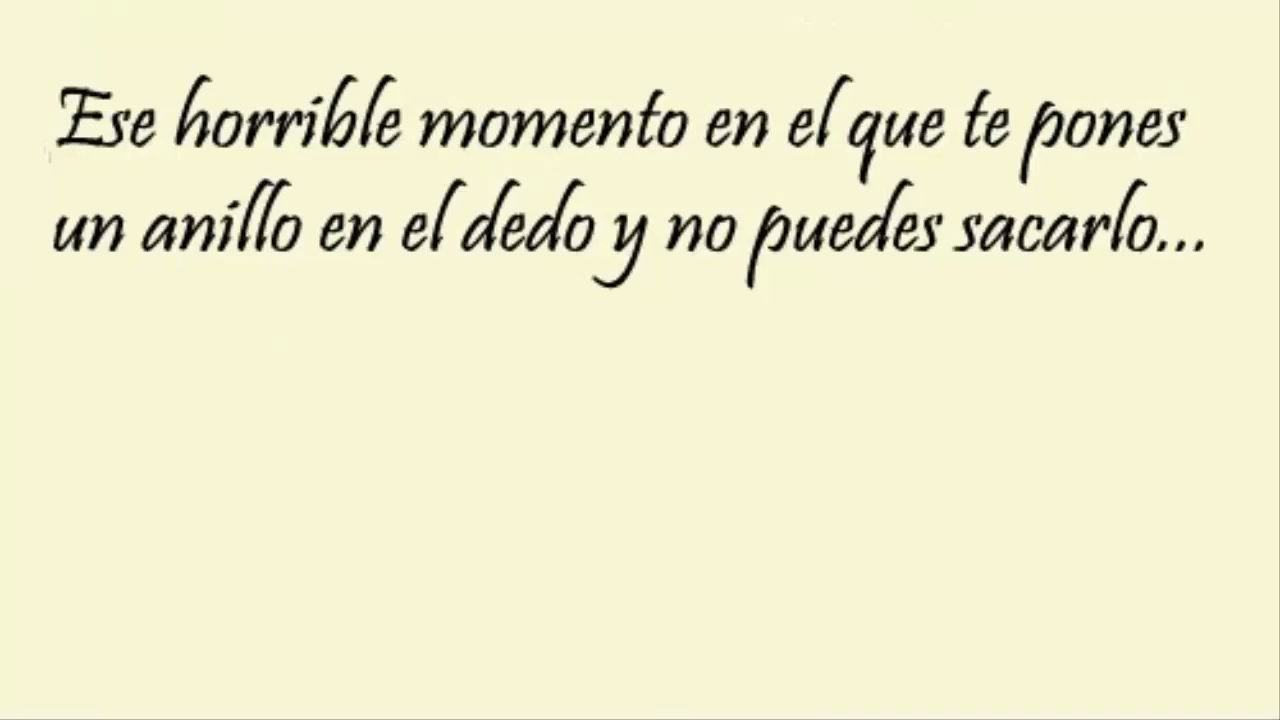 Ese horrible momento en el que te pones
un anillo en el dedo y no puedes sacarlo...